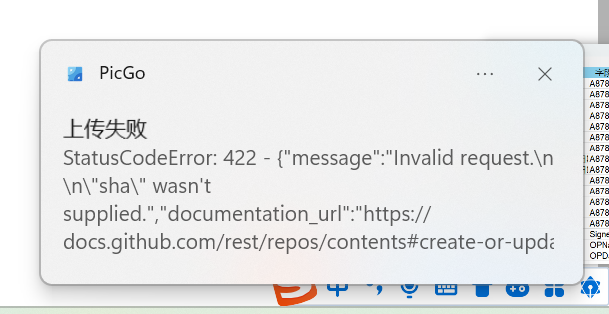 PicGo
上传失败
StatusCodeError: 422 - {"message":"Invalid request.\n
\n\"sha\" wasn't
supplied.","documentation_url":"https://
docs.github.com/rest/repos/contents#create-or-upda
A878
A878
A878
A878
A878
A878
A878
A878
A878
A878
A878
A878
A878
A878
Signe
OPNa
OPDa
中